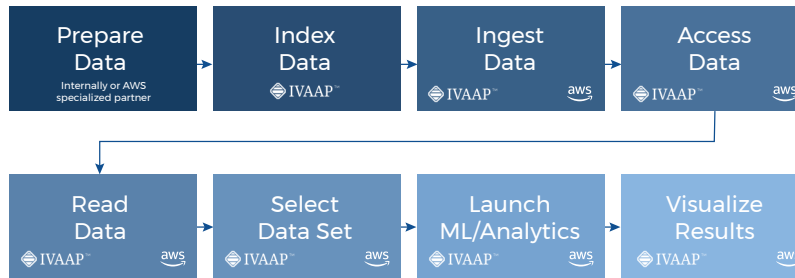 Prepare
Data
Internally or AWS
specialized partner
Index
Data
IVAAP™
Ingest
Data
IVAAP™ aws
Access
Data
IVAAP™ aws
Read
Data
IVAAP™ aws
Select
Data Set
IVAAP™ aws
Launch
ML/Analytics
IVAAP™ aws
Visualize
Results
IVAAP™ aws